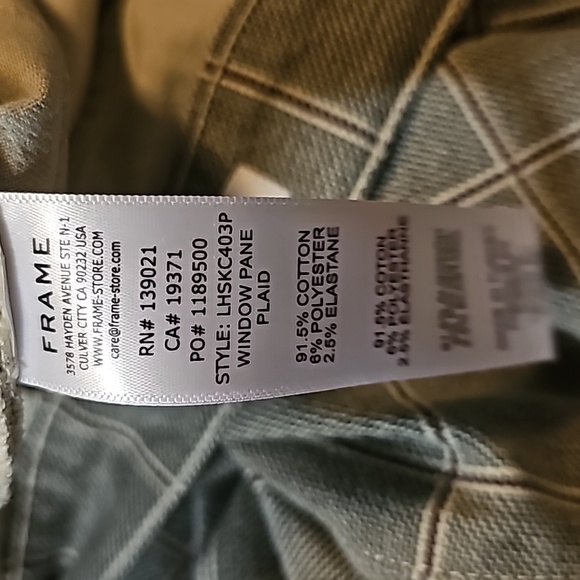 FRAME
3578 HAYDEN AVENUE STE N-1
CULVER CITY CA 90232 USA
WWW.FRAME-STORE.COM
care@frame-store.com
RN# 139021
CA# 19371
PO# 1189500
STYLE: LHSKC403P
WINDOW PANE
PLAID
91.5% COTTON
6% POLYESTER
2.5% ELASTANE
91.5% COTON
6% POLYESTER
2.5% ELASTHANNE